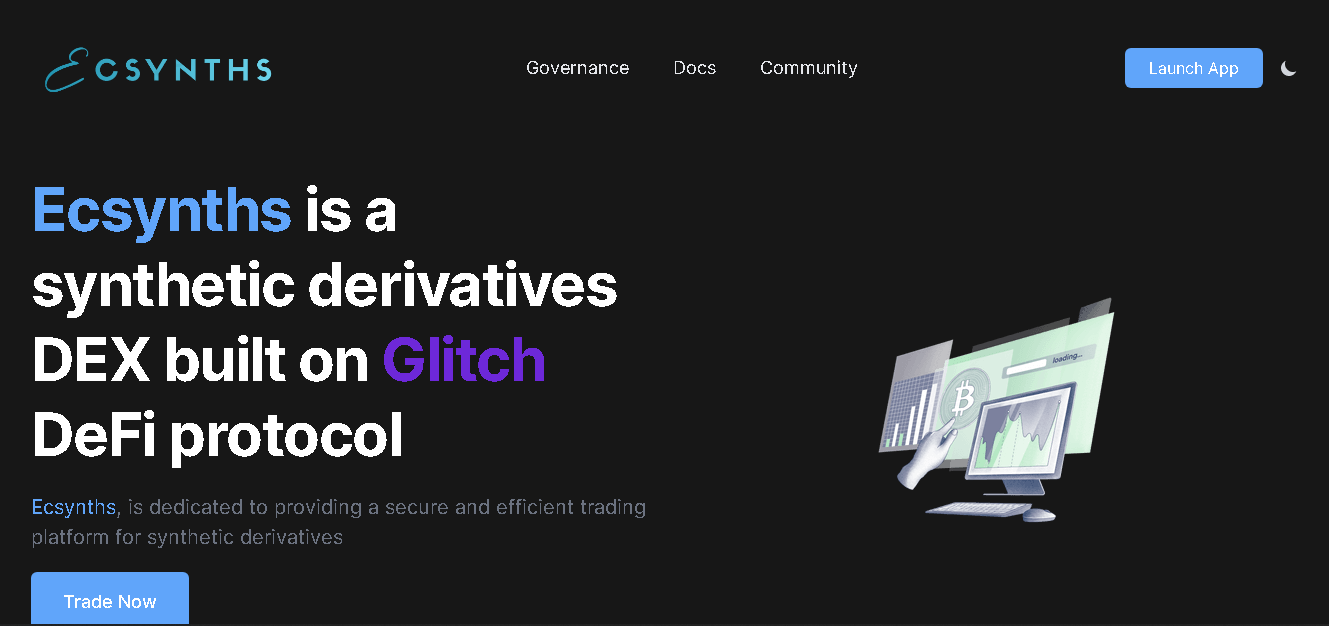 ECSYNTHS
Governance
Docs
Community
Launch App
Ecsynths is a
synthetic derivatives
DEX built on Glitch
DeFi protocol
Ecsynths, is dedicated to providing a secure and efficient trading
platform for synthetic derivatives
Trade Now
loading...
B